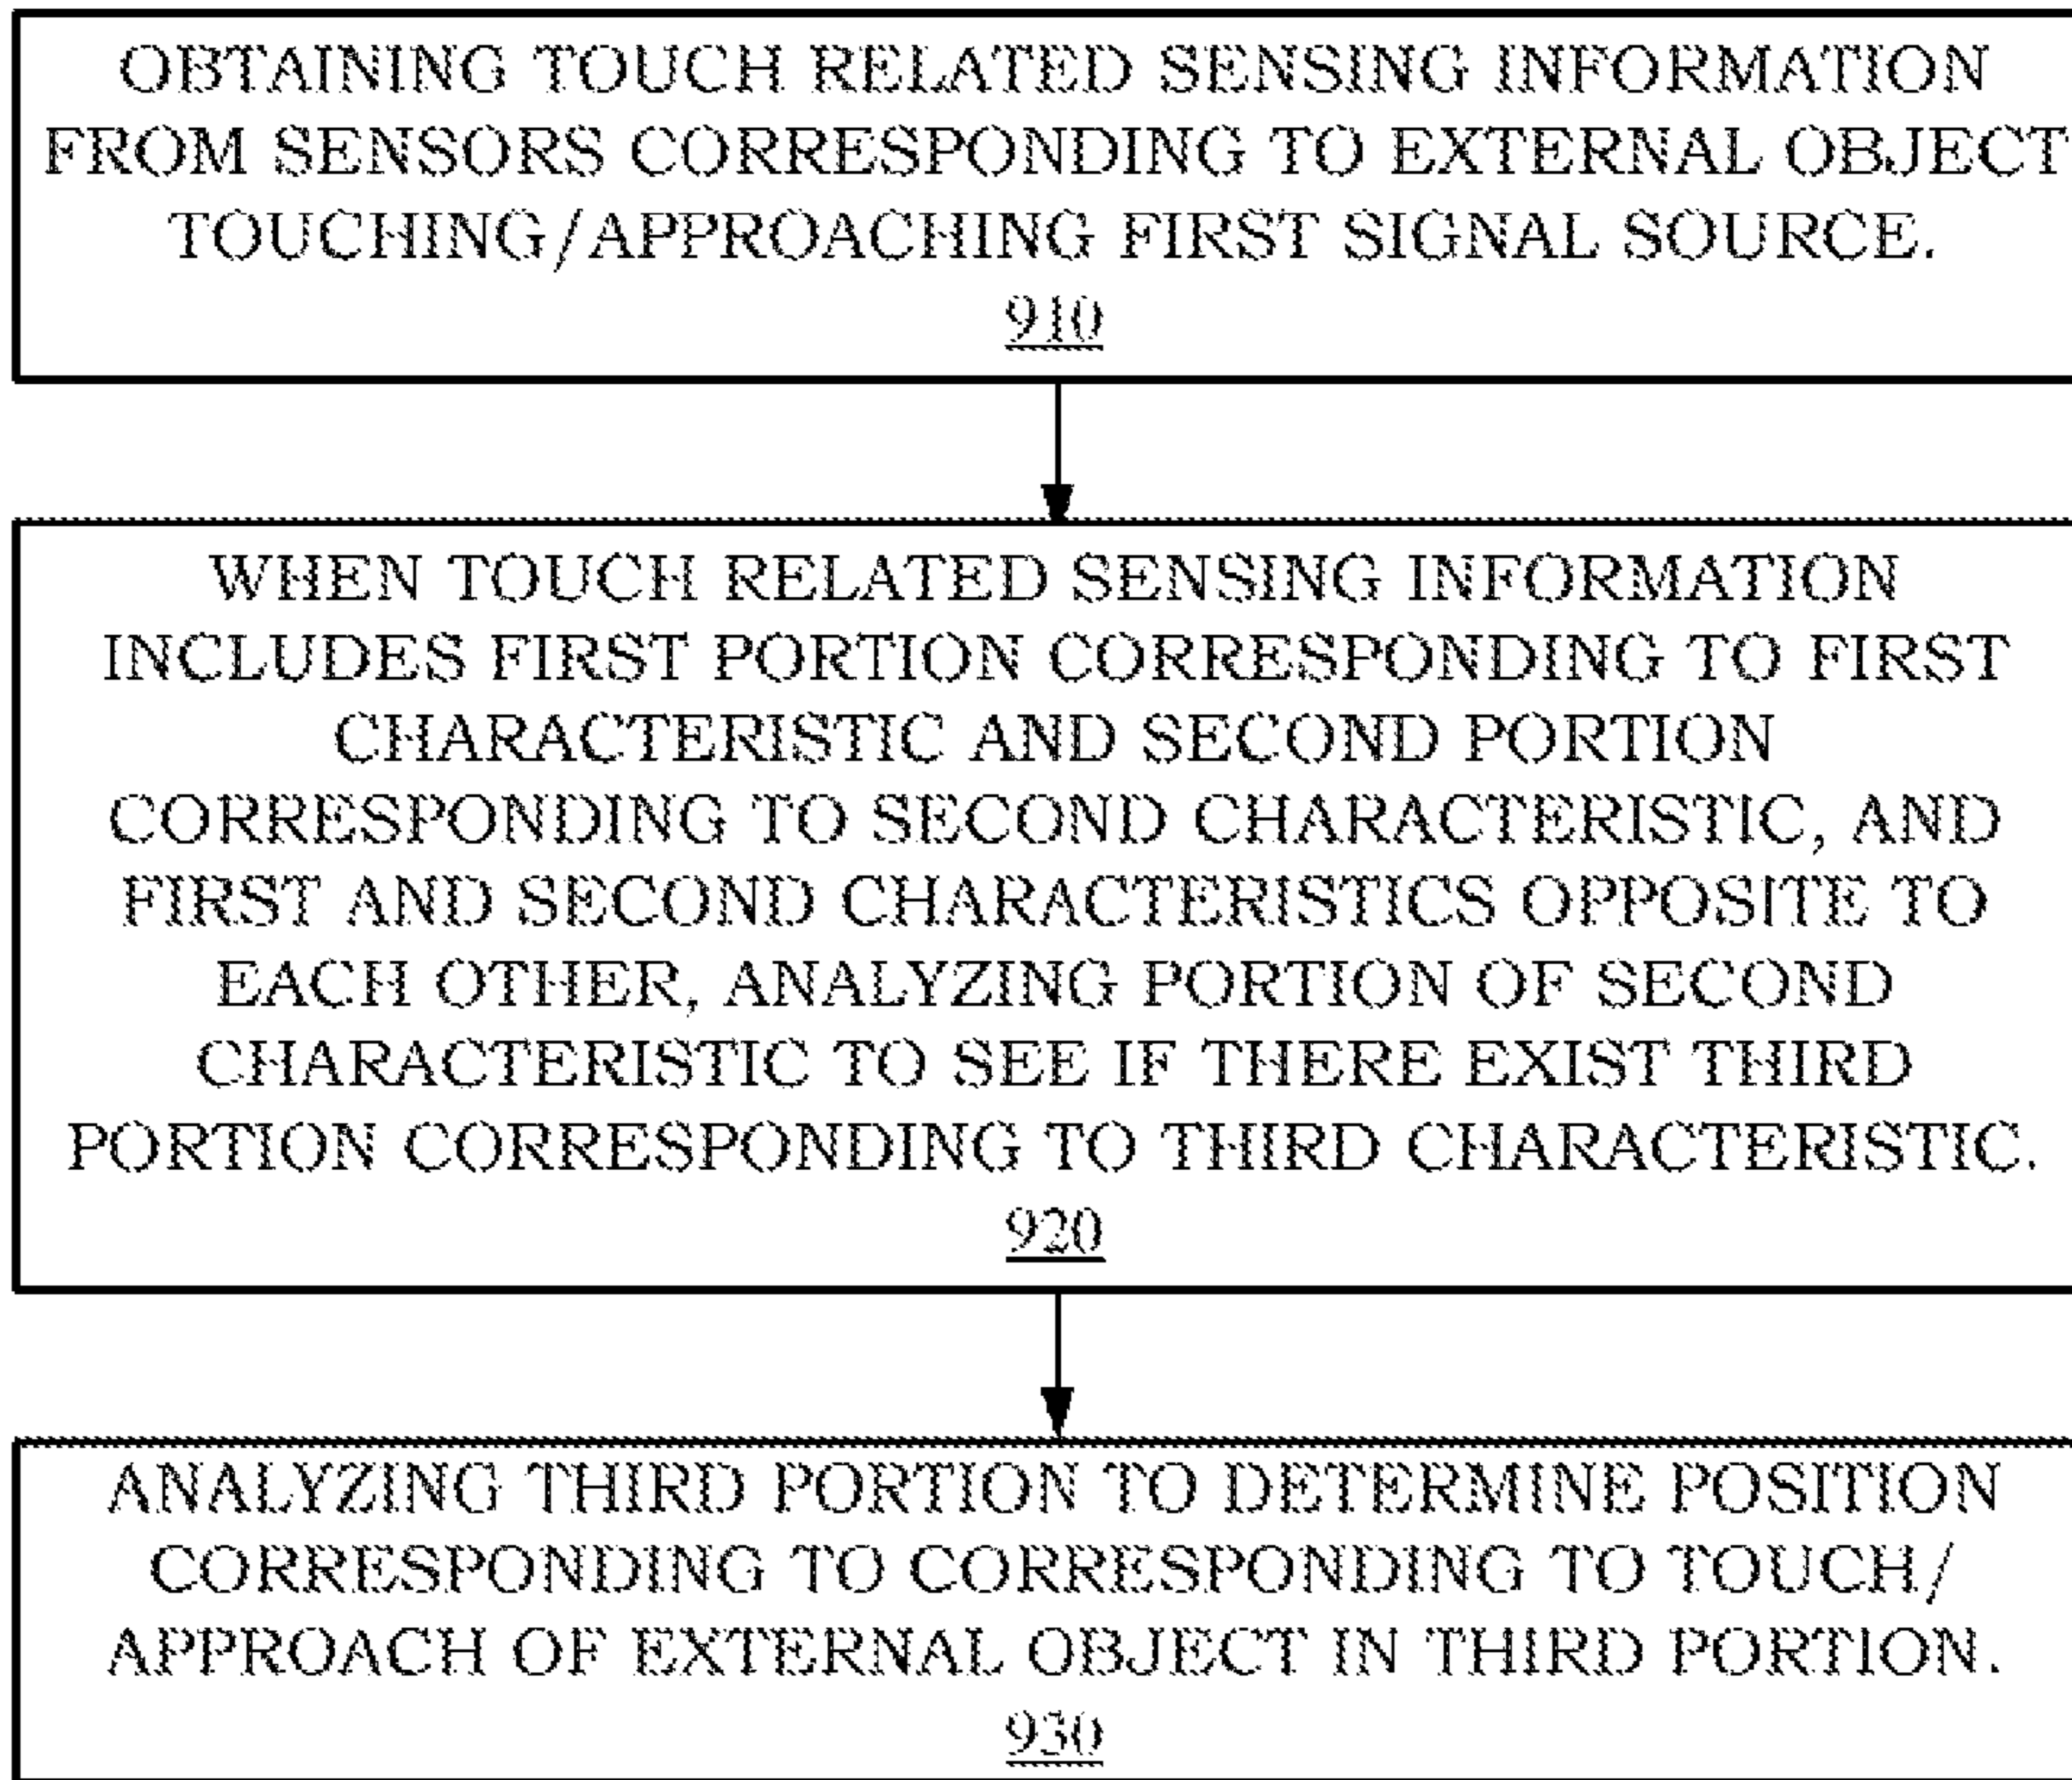 OBTAINING TOUCH RELATED SENSING INFORMATION
FROM SENSORS CORRESPONDING TO EXTERNAL OBJECT
TOUCHING/APPROACHING FIRST SIGNAL SOURCE.
910
WHEN TOUCH RELATED SENSING INFORMATION
INCLUDES FIRST PORTION CORRESPONDING TO FIRST
CHARACTERISTIC AND SECOND PORTION
CORRESPONDING TO SECOND CHARACTERISTIC, AND
FIRST AND SECOND CHARACTERISTICS OPPOSITE TO
EACH OTHER, ANALYZING PORTION OF SECOND
CHARACTERISTIC TO SEE IF THERE EXIST THIRD
PORTION CORRESPONDING TO THIRD CHARACTERISTIC.
920
ANALYZING THIRD PORTION TO DETERMINE POSITION
CORRESPONDING TO CORRESPONDING TO TOUCH/
APPROACH OF EXTERNAL OBJECT IN THIRD PORTION.
930